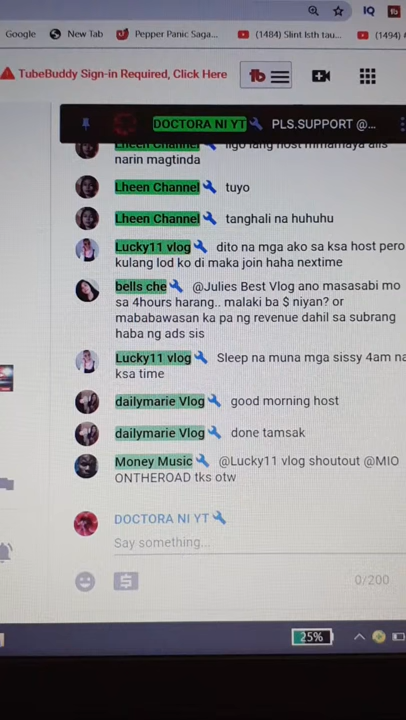 IQ
tb
Google New Tab Pepper Panic Saga... (1484) Slint Isth tau... (1494)
TubeBuddy Sign-in Required, Click Here
tb
DOCTORA NI YT PLS.SUPPORT @...
Lheen Channel ligo lang host mmamaya alis
narin magtinda
Lheen Channel tuyo
Lheen Channel tanghali na huhuhu
Lucky11 vlog dito na mga ako sa ksa host pero
kulang lod ko di maka join haha nextime
bells che @Julies Best Vlog ano masasabi mo
sa 4hours harang.. malaki ba $ niyan? or
mababawasan ka pa ng revenue dahil sa subrang
haba ng ads sis
Lucky11 vlog Sleep na muna mga sissy 4am na
ksa time
dailymarie Vlog good morning host
dailymarie Vlog done tamsak
Money Music @Lucky11 vlog shoutout @MIO
ONTHEROAD tks otw
DOCTORA NI YT
Say something...
0/200
25%